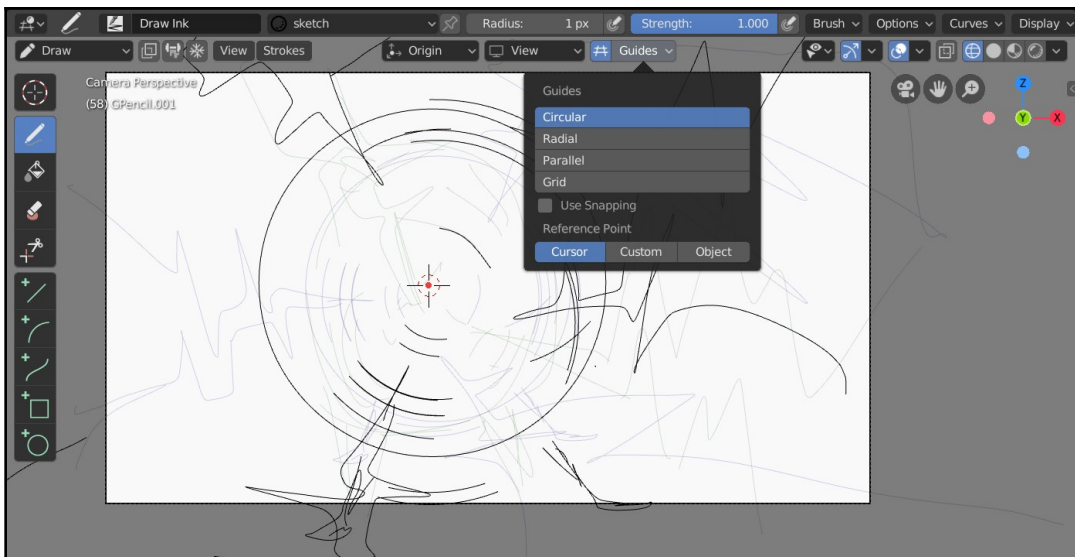 Draw Ink sketch Radius: 1 px Strength: 1.000 Brush Options Curves Display
Draw View Strokes Origin View Guides
Camera Perspective
(58) GPencil.001
Guides
Circular
Radial
Parallel
Grid
Use Snapping
Reference Point
Cursor Custom Object
Z
Y X